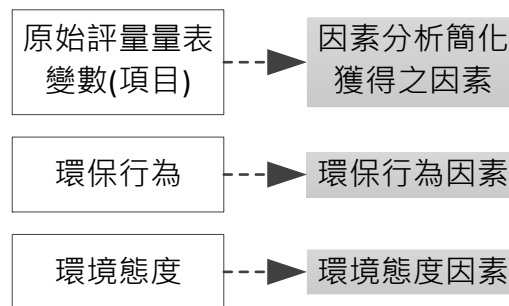 原始評量量表
變數(項目)
因素分析簡化
獲得之因素
環保行為
環保行為因素
環境態度
環境態度因素